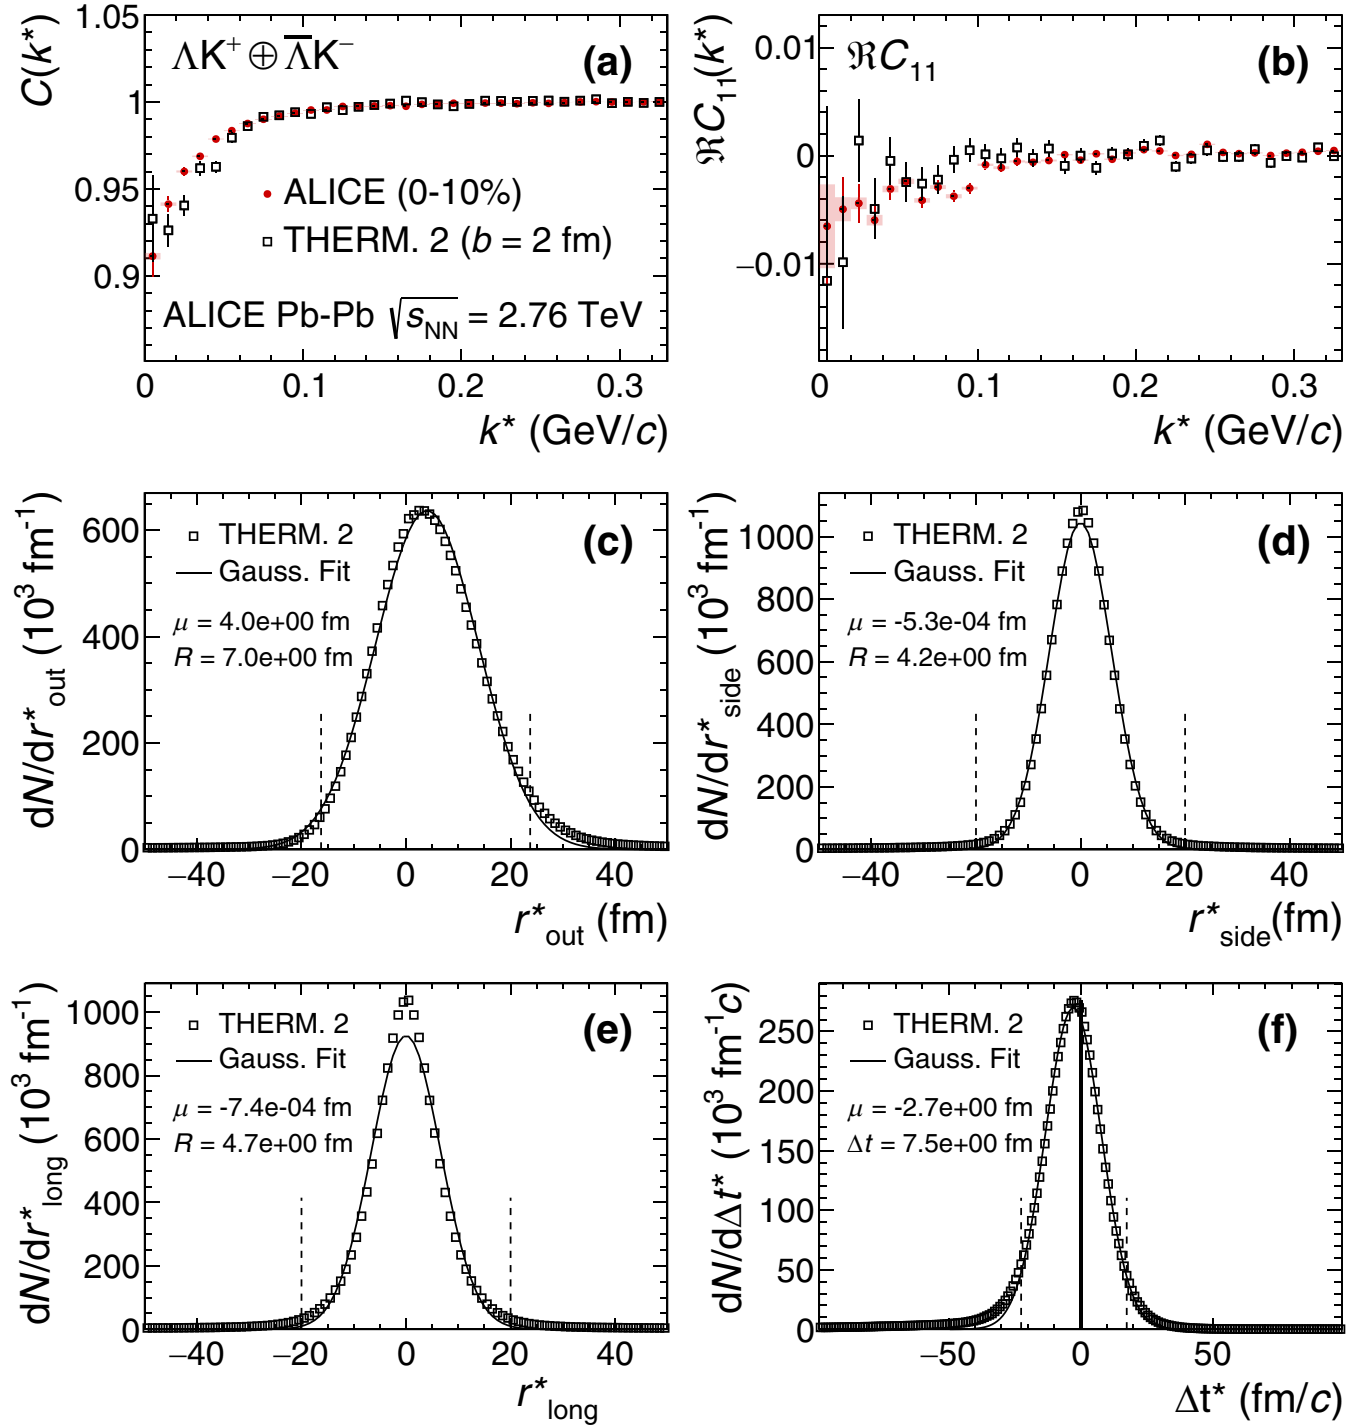 1.05
1
0.95
0.9
C(k*)
ΛK⁺ ⊕ Λ̅K⁻
(a)
ALICE (0-10%)
THERM. 2 (b = 2 fm)
ALICE Pb-Pb √s_NN = 2.76 TeV
0 0.1 0.2 0.3
k* (GeV/c)
0.01
0
−0.01
ℜC₁₁(k*)
ℜC₁₁
(b)
0 0.1 0.2 0.3
k* (GeV/c)
600
400
200
0
dN/dr*_out (10³ fm⁻¹)
THERM. 2
Gauss. Fit
μ = 4.0e+00 fm
R = 7.0e+00 fm
(c)
−40 −20 0 20 40
r*_out (fm)
1000
800
600
400
200
0
dN/dr*_side (10³ fm⁻¹)
THERM. 2
Gauss. Fit
μ = -5.3e-04 fm
R = 4.2e+00 fm
(d)
−40 −20 0 20 40
r*_side(fm)
1000
800
600
400
200
0
dN/dr*_long (10³ fm⁻¹)
THERM. 2
Gauss. Fit
μ = -7.4e-04 fm
R = 4.7e+00 fm
(e)
−40 −20 0 20 40
r*_long
250
200
150
100
50
0
dN/dΔt* (10³ fm⁻¹c)
THERM. 2
Gauss. Fit
μ = -2.7e+00 fm
Δt = 7.5e+00 fm
(f)
−50 0 50
Δt* (fm/c)